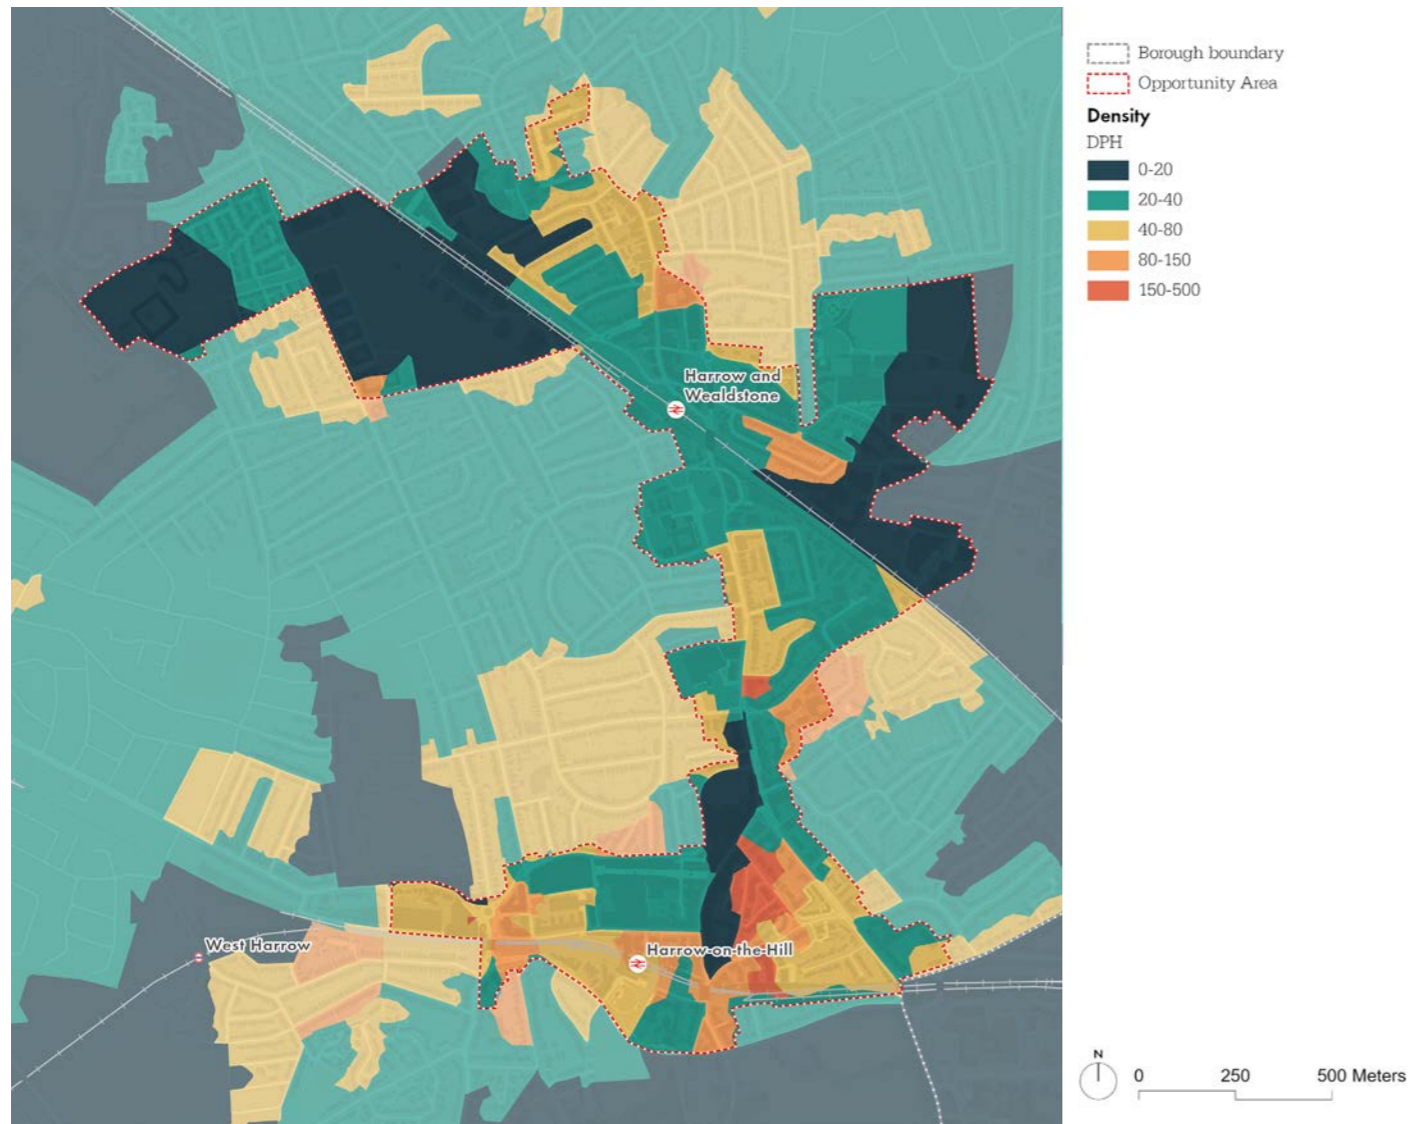 Borough boundary
Opportunity Area
Density
DPH
0-20
20-40
40-80
80-150
150-500
Harrow and
Wealdstone
West Harrow
Harrow-on-the-Hill
N
0 250 500 Meters